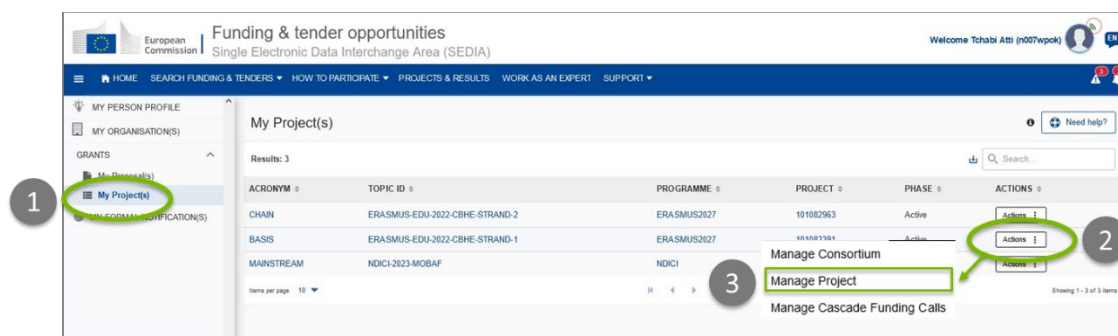 European Commission
Funding & tender opportunities
Single Electronic Data Interchange Area (SEDIA)
Welcome Tchabi Atti (n007wpok)
EN
HOME SEARCH FUNDING & TENDERS HOW TO PARTICIPATE PROJECTS & RESULTS WORK AS AN EXPERT SUPPORT
3
MY PERSON PROFILE
MY ORGANISATION(S)
GRANTS
My Proposal(s)
My Project(s)
MY FORMAL NOTIFICATION(S)
1
My Project(s)
Need help?
Results: 3
Search...
ACRONYM TOPIC ID PROGRAMME PROJECT PHASE ACTIONS
CHAIN ERASMUS-EDU-2022-CBHE-STRAND-2 ERASMUS2027 101082963 Active Actions
BASIS ERASMUS-EDU-2022-CBHE-STRAND-1 ERASMUS2027 101082391 Active Actions
2
MAINSTREAM NDICI-2023-MOBAF NDICI Actions
Items per page 10
Showing 1 - 3 of 3 items
3
Manage Consortium
Manage Project
Manage Cascade Funding Calls